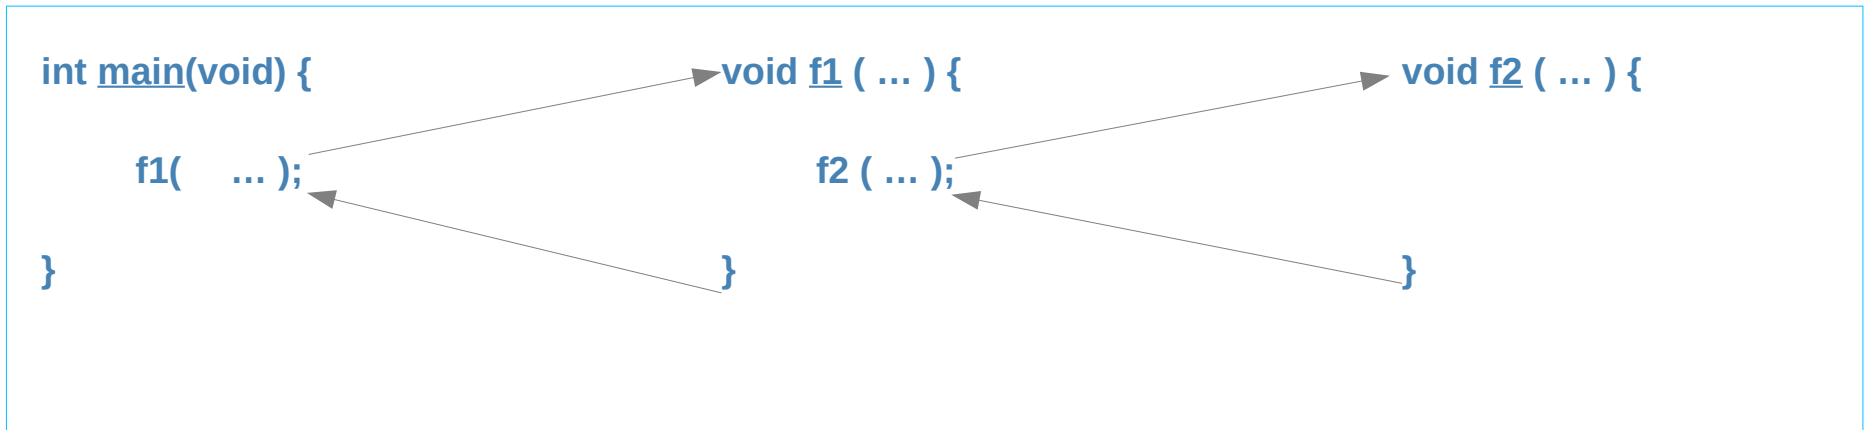 int main(void) { void f1 ( … ) { void f2 ( … ) {
f1( … ); f2 ( … );
} } }